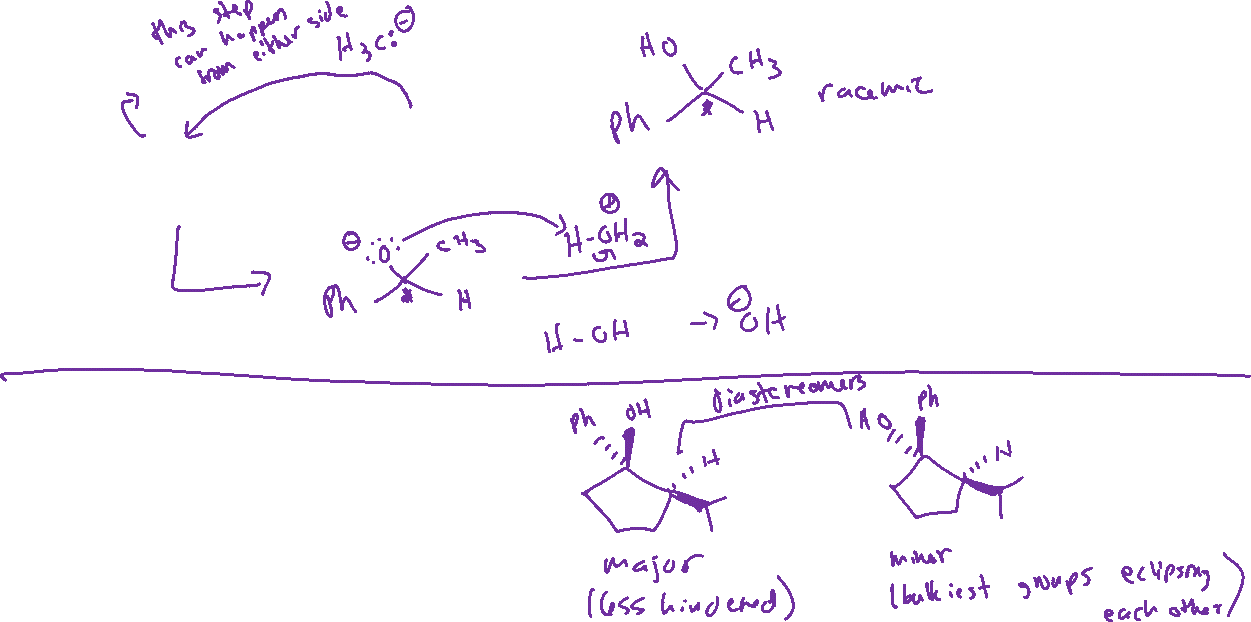 this step
can happen
from either side
H₃C:⊖
HO
CH₃
Ph * H
racemic
⊖ :Ö: CH₃
Ph * H
⊕
H-OH₂
H-OH → ⊖OH
diastereomers
Ph OH
H
HO Ph
H
major
(less hindered)
minor
(bulkiest groups eclipsing
each other)